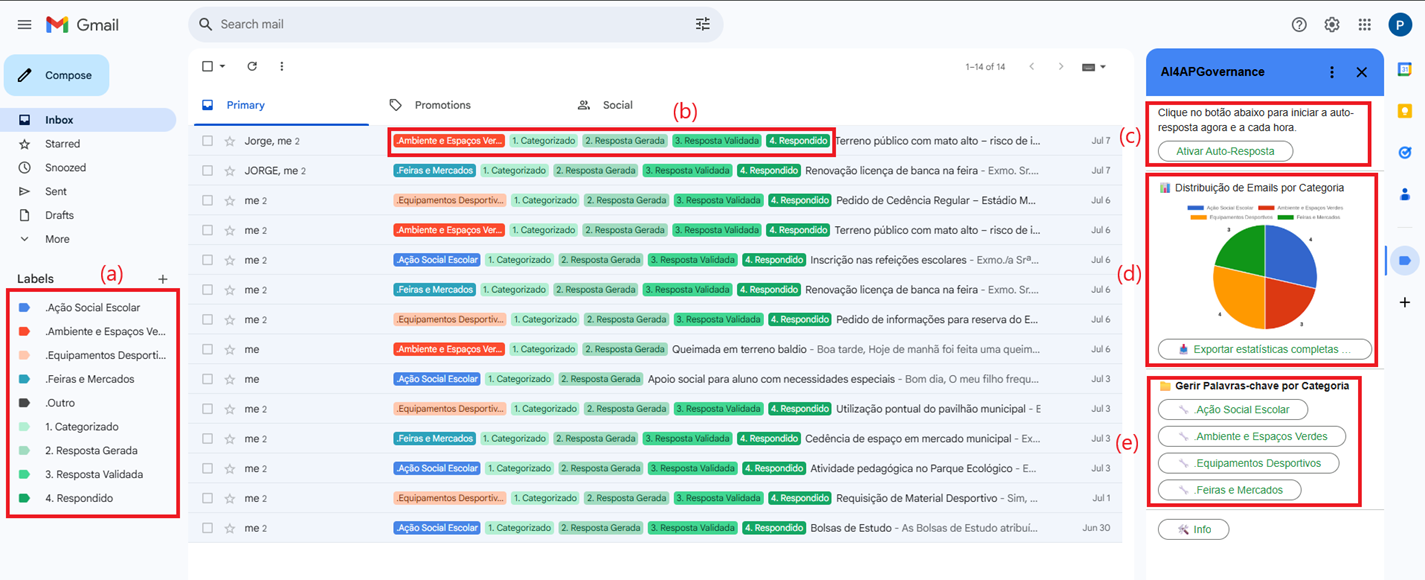 Gmail
Search mail
P
Compose
Inbox
Starred
Snoozed
Sent
Drafts
More
Labels
(a)
.Ação Social Escolar
.Ambiente e Espaços Ve...
.Equipamentos Desporti...
.Feiras e Mercados
.Outro
1. Categorizado
2. Resposta Gerada
3. Resposta Validada
4. Respondido
1–14 of 14
Primary
Promotions
Social
(b)
Jorge, me 2 .Ambiente e Espaços Ver... 1. Categorizado 2. Resposta Gerada 3. Resposta Validada 4. Respondido Terreno público com mato alto – risco de i... Jul 7
JORGE, me 2 .Feiras e Mercados 1. Categorizado 2. Resposta Gerada 3. Resposta Validada 4. Respondido Renovação licença de banca na feira - Exmo. Sr.... Jul 7
me 2 .Equipamentos Desportiv... 1. Categorizado 2. Resposta Gerada 3. Resposta Validada 4. Respondido Pedido de Cedência Regular – Estádio M... Jul 6
me 2 .Ambiente e Espaços Ver... 1. Categorizado 2. Resposta Gerada 3. Resposta Validada 4. Respondido Terreno público com mato alto – risco de i... Jul 6
me 2 .Ação Social Escolar 1. Categorizado 2. Resposta Gerada 3. Resposta Validada 4. Respondido Inscrição nas refeições escolares - Exmo./a Srª... Jul 6
me 2 .Feiras e Mercados 1. Categorizado 2. Resposta Gerada 3. Resposta Validada 4. Respondido Renovação licença de banca na feira - Exmo. Sr.... Jul 6
me 2 .Equipamentos Desportiv... 1. Categorizado 2. Resposta Gerada 3. Resposta Validada 4. Respondido Pedido de informações para reserva do E... Jul 6
me .Ambiente e Espaços Ver... 1. Categorizado 2. Resposta Gerada Queimada em terreno baldio - Boa tarde, Hoje de manhã foi feita uma queim... Jul 6
me .Ação Social Escolar 1. Categorizado 2. Resposta Gerada Apoio social para aluno com necessidades especiais - Bom dia, O meu filho frequ... Jul 3
me 2 .Equipamentos Desportiv... 1. Categorizado 2. Resposta Gerada 3. Resposta Validada 4. Respondido Utilização pontual do pavilhão municipal - E Jul 3
me 2 .Feiras e Mercados 1. Categorizado 2. Resposta Gerada 3. Resposta Validada 4. Respondido Cedência de espaço em mercado municipal - Ex... Jul 3
me 2 .Ação Social Escolar 1. Categorizado 2. Resposta Gerada 3. Resposta Validada 4. Respondido Atividade pedagógica no Parque Ecológico - E... Jul 3
me 2 .Equipamentos Desportiv... 1. Categorizado 2. Resposta Gerada 3. Resposta Validada 4. Respondido Requisição de Material Desportivo - Sim, ... Jul 1
me 2 .Ação Social Escolar 1. Categorizado 2. Resposta Gerada 3. Resposta Validada 4. Respondido Bolsas de Estudo - As Bolsas de Estudo atribuí... Jun 30
AI4APGovernance
(c)
Clique no botão abaixo para iniciar a auto-
resposta agora e a cada hora.
Ativar Auto-Resposta
(d)
Distribuição de Emails por Categoria
Ação Social Escolar Ambiente e Espaços Verdes
Equipamentos Desportivos Feiras e Mercados
3 4
4 3
Exportar estatísticas completas ...
(e)
Gerir Palavras-chave por Categoria
.Ação Social Escolar
.Ambiente e Espaços Verdes
.Equipamentos Desportivos
.Feiras e Mercados
Info
31